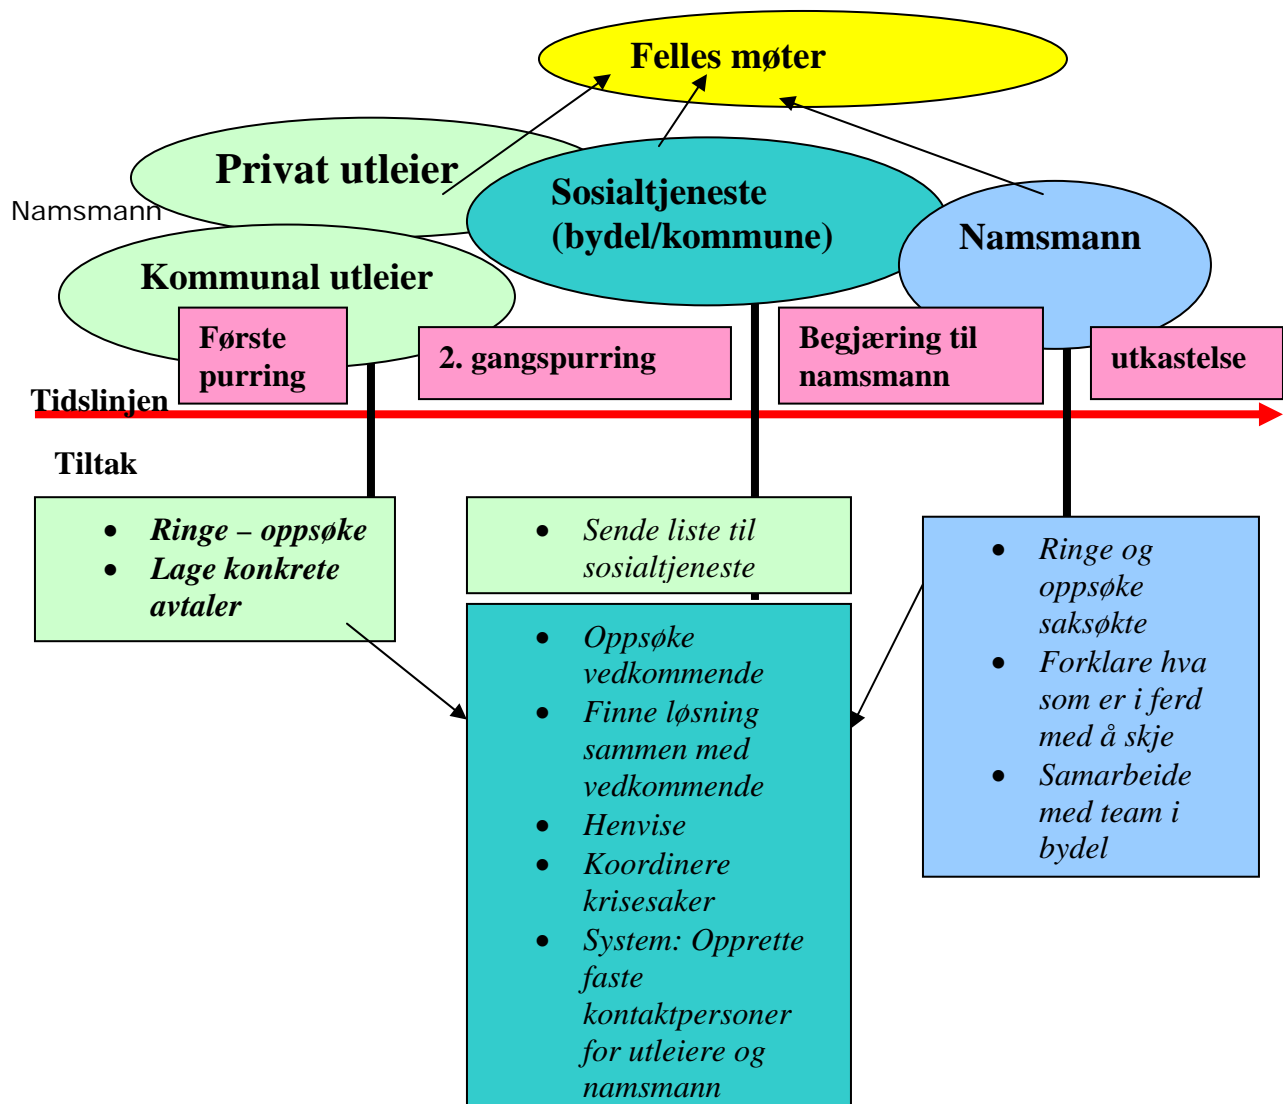 Felles møter
Privat utleier
Sosialtjeneste
(bydel/kommune)
Namsmann
Namsmann
Kommunal utleier
Første
purring
2. gangspurring
Begjæring til
namsmann
utkastelse
Tidslinjen
Tiltak
• Ringe – oppsøke
• Lage konkrete
avtaler
• Sende liste til
sosialtjeneste
• Oppsøke
vedkommende
• Finne løsning
sammen med
vedkommende
• Henvise
• Koordinere
krisesaker
• System: Opprette
faste
kontaktpersoner
for utleiere og
namsmann
• Ringe og
oppsøke
saksøkte
• Forklare hva
som er i ferd
med å skje
• Samarbeide
med team i
bydel